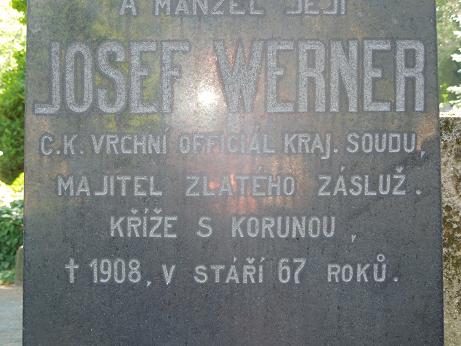 A MANŽEL JEJÍ
JOSEF WERNER
C.K. VRCHNÍ OFFICIÁL KRAJ. SOUDU,
MAJITEL ZLATÉHO ZÁSLUŽ.
KŘÍŽE S KORUNOU,
† 1908, V STÁŘÍ 67 ROKŮ.